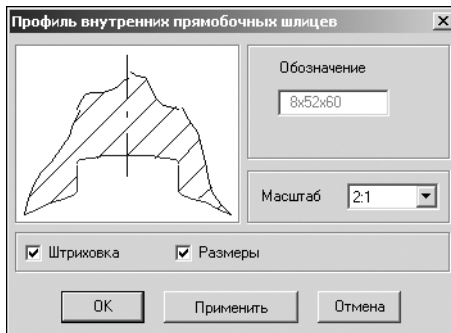 Профиль внутренних прямобочных шлицев
Обозначение
8x52x60
Масштаб 2:1
Штриховка Размеры
OK Применить Отмена